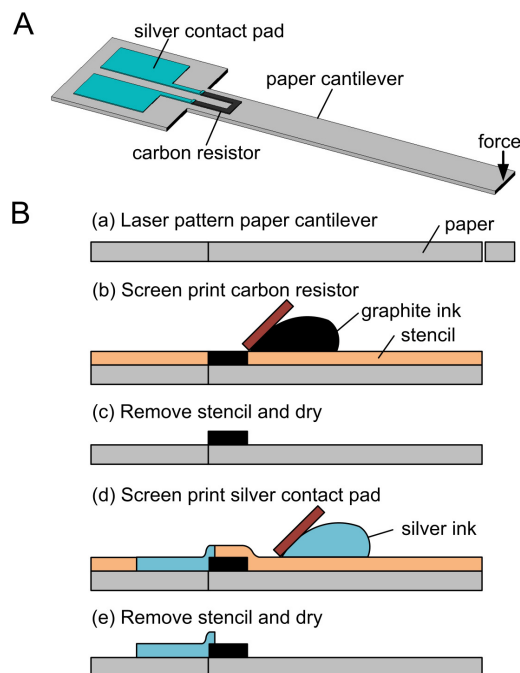 A
silver contact pad
paper cantilever
force
carbon resistor
B
(a) Laser pattern paper cantilever
paper
(b) Screen print carbon resistor
graphite ink
stencil
(c) Remove stencil and dry
(d) Screen print silver contact pad
silver ink
(e) Remove stencil and dry